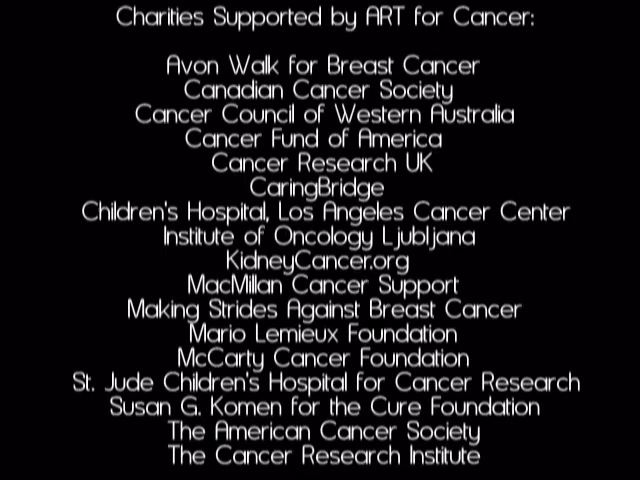 Charities Supported by ART for Cancer:
Avon Walk for Breast Cancer
Canadian Cancer Society
Cancer Council of Western Australia
Cancer Fund of America
Cancer Research UK
CaringBridge
Children's Hospital, Los Angeles Cancer Center
Institute of Oncology Ljubljana
KidneyCancer.org
MacMillan Cancer Support
Making Strides Against Breast Cancer
Mario Lemieux Foundation
McCarty Cancer Foundation
St. Jude Children's Hospital for Cancer Research
Susan G. Komen for the Cure Foundation
The American Cancer Society
The Cancer Research Institute